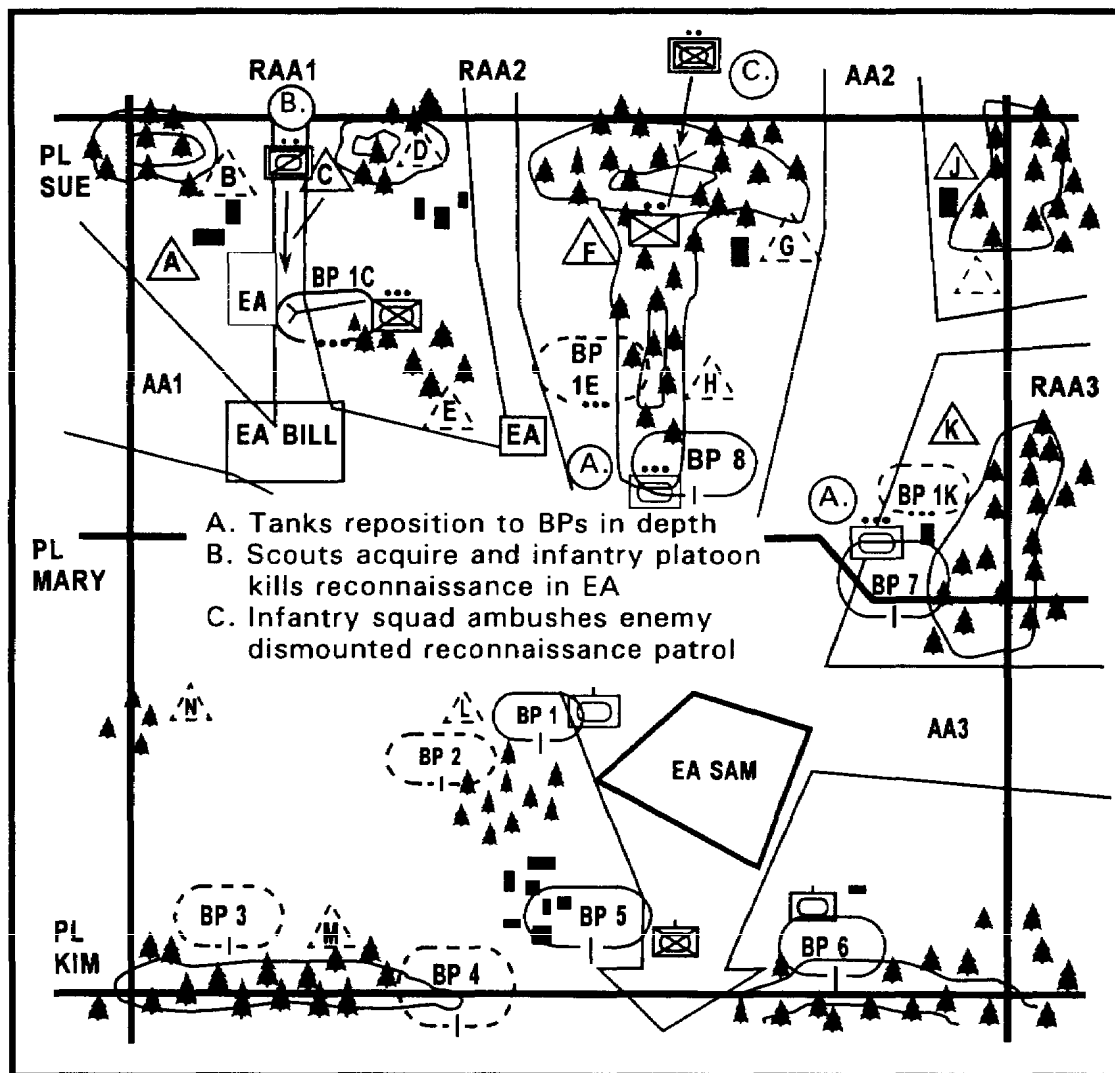 RAA1
RAA2
C.
AA2
B.
PL
SUE
B
C
D
J
A
F
G
EA
BP 1C
AA1
BP
1E
H
RAA3
E
K
EA BILL
EA
A.
BP 8
A.
BP 1K
A. Tanks reposition to BPs in depth
B. Scouts acquire and infantry platoon
kills reconnaissance in EA
C. Infantry squad ambushes enemy
dismounted reconnaissance patrol
PL
MARY
BP 7
N
L
BP 1
BP 2
EA SAM
AA3
BP 3
M
BP 4
BP 5
BP 6
PL
KIM